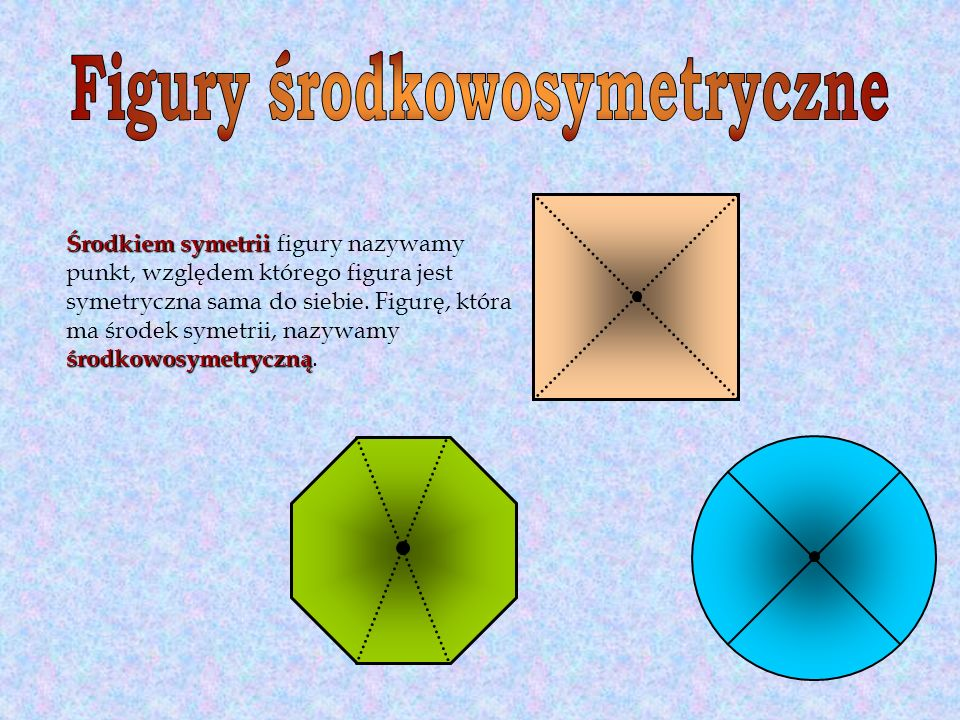 Figury środkowosymetryczne
Środkiem symetrii figury nazywamy
punkt, względem którego figura jest
symetryczna sama do siebie. Figurę, która
ma środek symetrii, nazywamy
środkowosymetryczną.